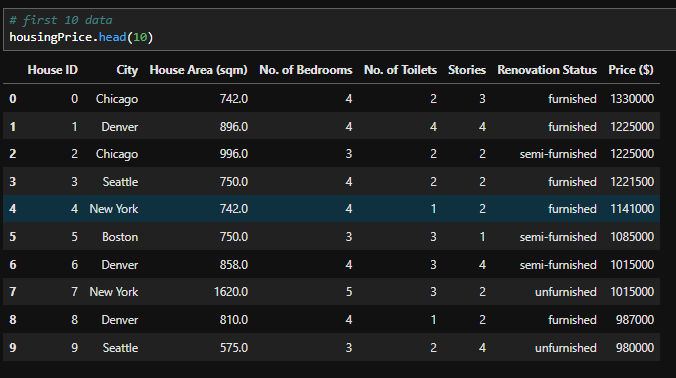 # first 10 data
housingPrice.head(10)
House ID City House Area (sqm) No. of Bedrooms No. of Toilets Stories Renovation Status Price ($)
0 0 Chicago 742.0 4 2 3 furnished 1330000
1 1 Denver 896.0 4 4 4 furnished 1225000
2 2 Chicago 996.0 3 2 2 semi-furnished 1225000
3 3 Seattle 750.0 4 2 2 furnished 1221500
4 4 New York 742.0 4 1 2 furnished 1141000
5 5 Boston 750.0 3 3 1 semi-furnished 1085000
6 6 Denver 858.0 4 3 4 semi-furnished 1015000
7 7 New York 1620.0 5 3 2 unfurnished 1015000
8 8 Denver 810.0 4 1 2 furnished 987000
9 9 Seattle 575.0 3 2 4 unfurnished 980000